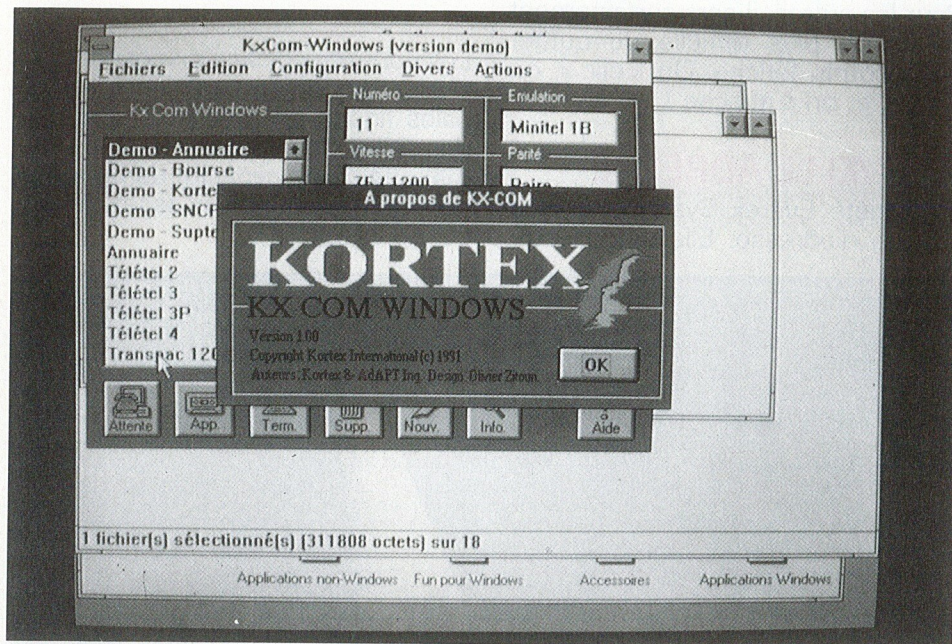 KxCom-Windows (version demo)
Fichiers Edition Configuration Divers Actions
Kx Com Windows
Numéro
11
Emulation
Minitel 1B
Vitesse
75 / 1200
Parité
Paire
Demo - Annuaire
Demo - Bourse
Demo - Korte
Demo - SNCF
Demo - Supte
Annuaire
Télétel 2
Télétel 3
Télétel 3P
Télétel 4
Transpac 120
A propos de KX-COM
KORTEX
KX COM WINDOWS
Version 1.00
Copyright Kortex International (c) 1991
Auteurs : Kortex & AdAPT Ing. Design Olivier Zitoun
OK
Attente
App.
Term.
Supp.
Nouv.
Info.
Aide
1 fichier(s) sélectionné(s) (311808 octets) sur 18
Applications non-Windows Fun pour Windows Accessoires Applications Windows